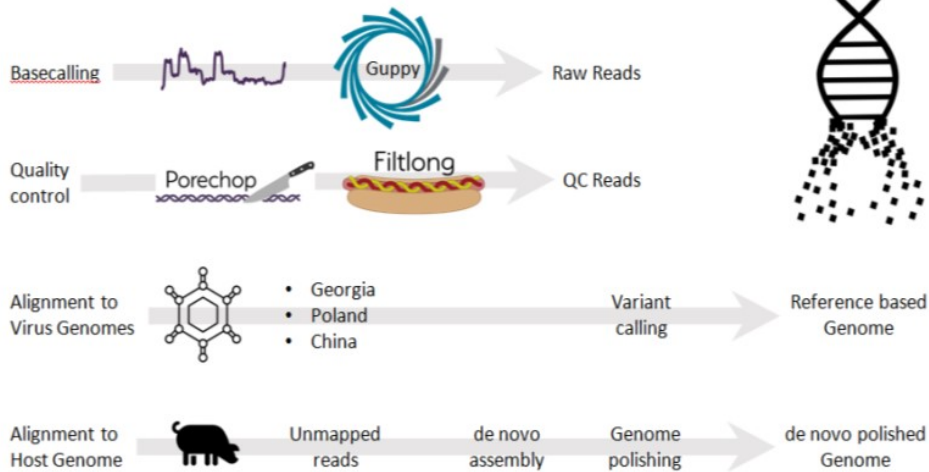 Basecalling
Guppy
Raw Reads
Quality
control
Porechop
Filtlong
QC Reads
Alignment to
Virus Genomes
• Georgia
• Poland
• China
Variant
calling
Reference based
Genome
Alignment to
Host Genome
Unmapped
reads
de novo
assembly
Genome
polishing
de novo polished
Genome